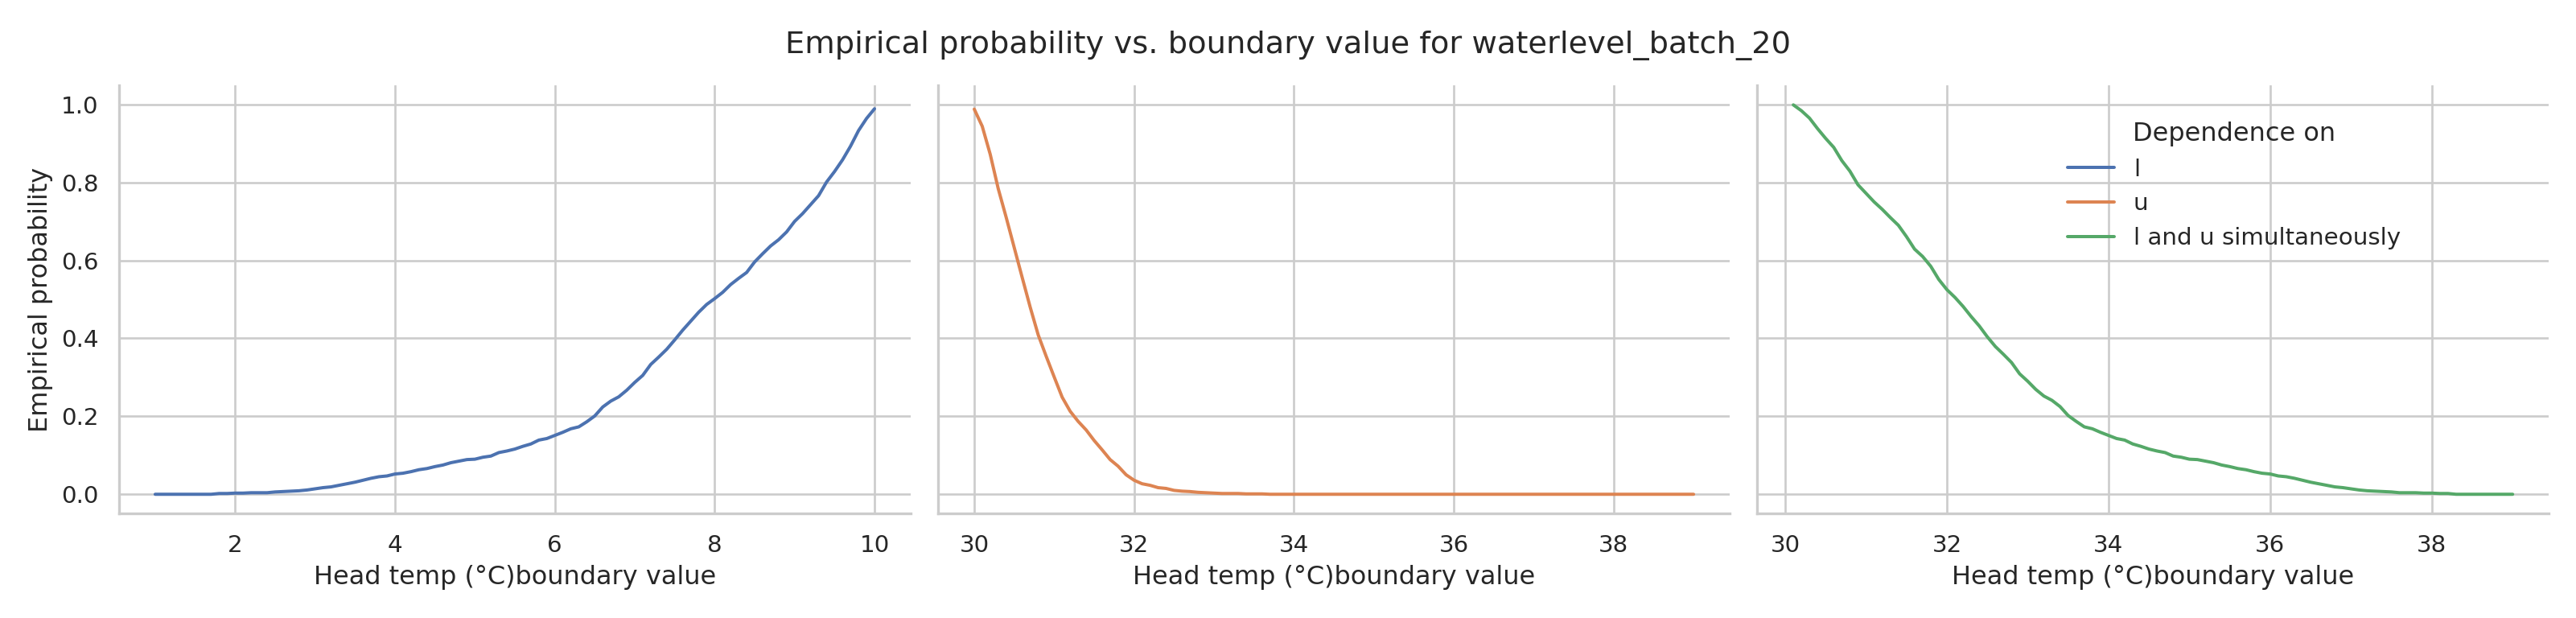 Empirical probability vs. boundary value for waterlevel_batch_20
Empirical probability
1.0
0.8
0.6
0.4
0.2
0.0
2 4 6 8 10
Head temp (°C)boundary value
30 32 34 36 38
Head temp (°C)boundary value
Dependence on
l
u
l and u simultaneously
30 32 34 36 38
Head temp (°C)boundary value